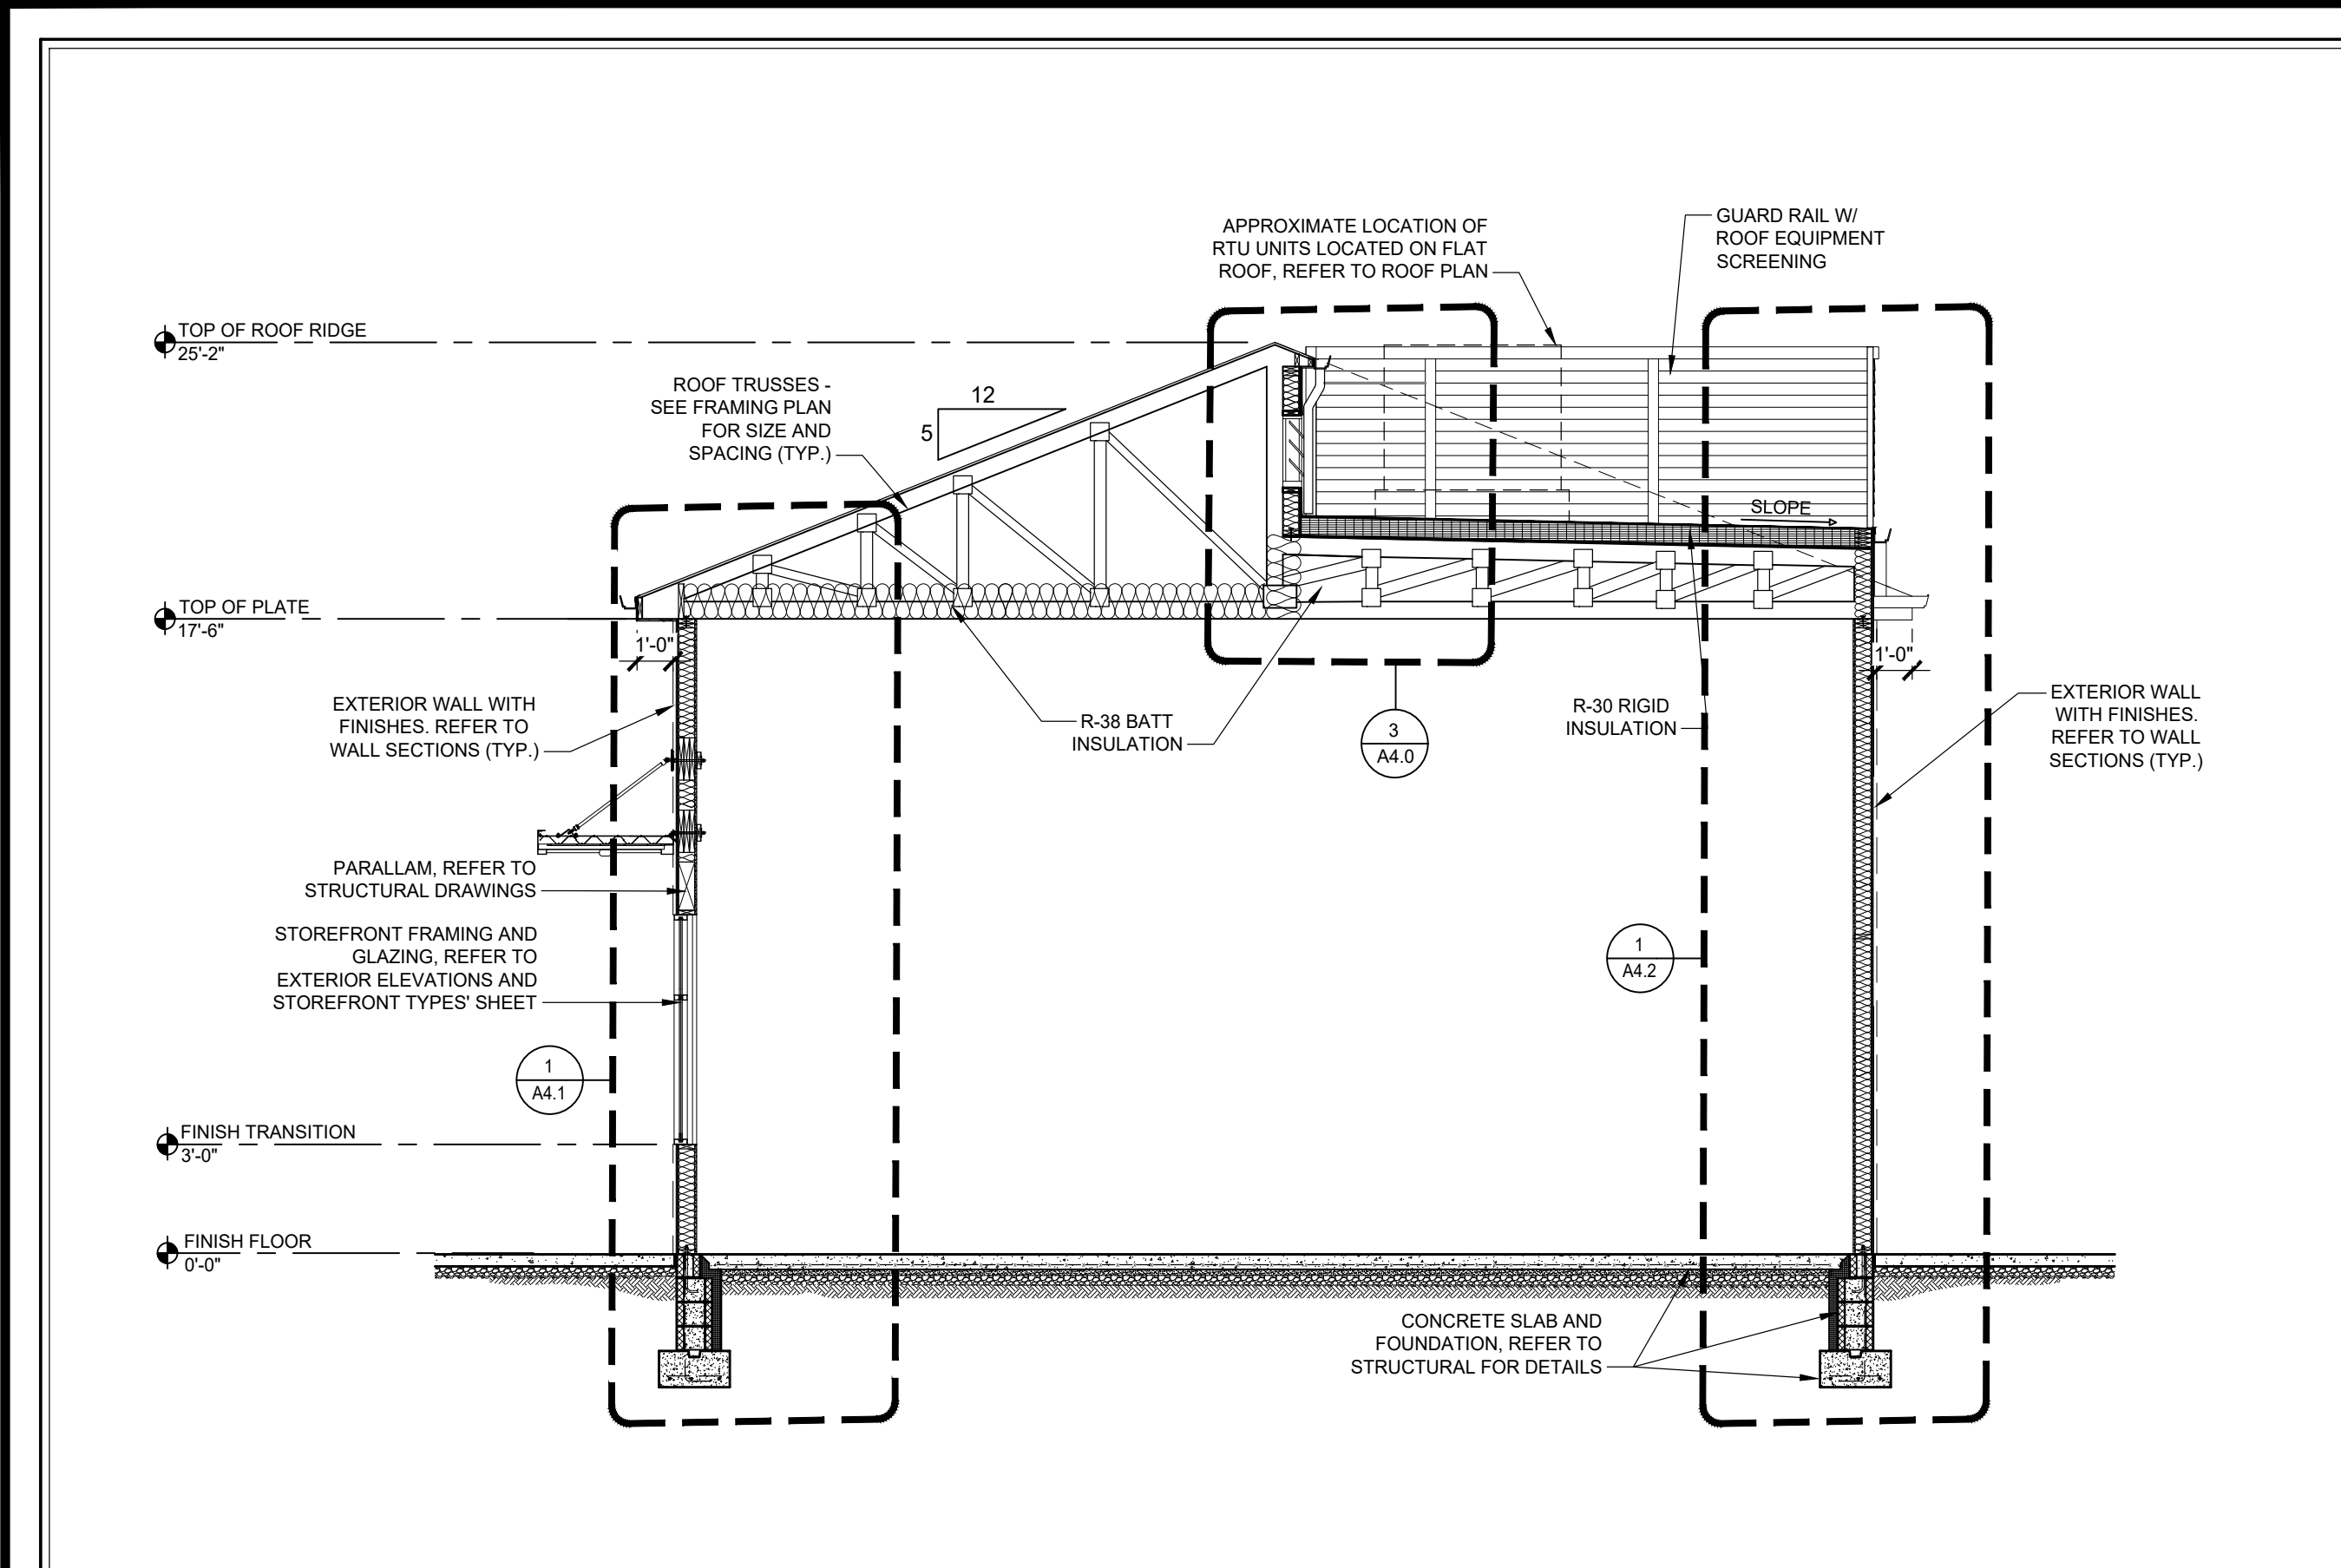 APPROXIMATE LOCATION OF
RTU UNITS LOCATED ON FLAT
ROOF, REFER TO ROOF PLAN
GUARD RAIL W/
ROOF EQUIPMENT
SCREENING
TOP OF ROOF RIDGE
25'-2"
ROOF TRUSSES -
SEE FRAMING PLAN
FOR SIZE AND
SPACING (TYP.)
12
5
SLOPE
TOP OF PLATE
17'-6"
1'-0"
1'-0"
EXTERIOR WALL WITH
FINISHES. REFER TO
WALL SECTIONS (TYP.)
R-38 BATT
INSULATION
3
A4.0
R-30 RIGID
INSULATION
EXTERIOR WALL
WITH FINISHES.
REFER TO WALL
SECTIONS (TYP.)
PARALLAM, REFER TO
STRUCTURAL DRAWINGS
STOREFRONT FRAMING AND
GLAZING, REFER TO
EXTERIOR ELEVATIONS AND
STOREFRONT TYPES' SHEET
1
A4.2
1
A4.1
FINISH TRANSITION
3'-0"
FINISH FLOOR
0'-0"
CONCRETE SLAB AND
FOUNDATION, REFER TO
STRUCTURAL FOR DETAILS